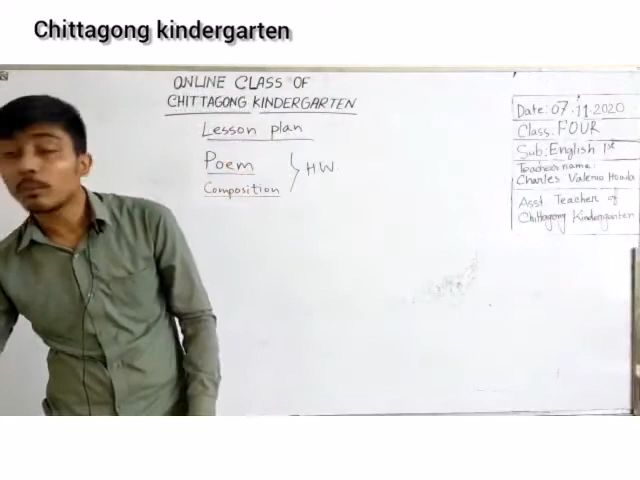 Chittagong kindergarten
ONLINE CLASS OF
CHITTAGONG KINDERGARTEN
Lesson plan
Poem
Composition
HW
Date: 07.11.2020
Class: FOUR
Sub: English 1st
Teacher name:
Charles Valerio
Asst Teacher of
Chittagong Kindergarten